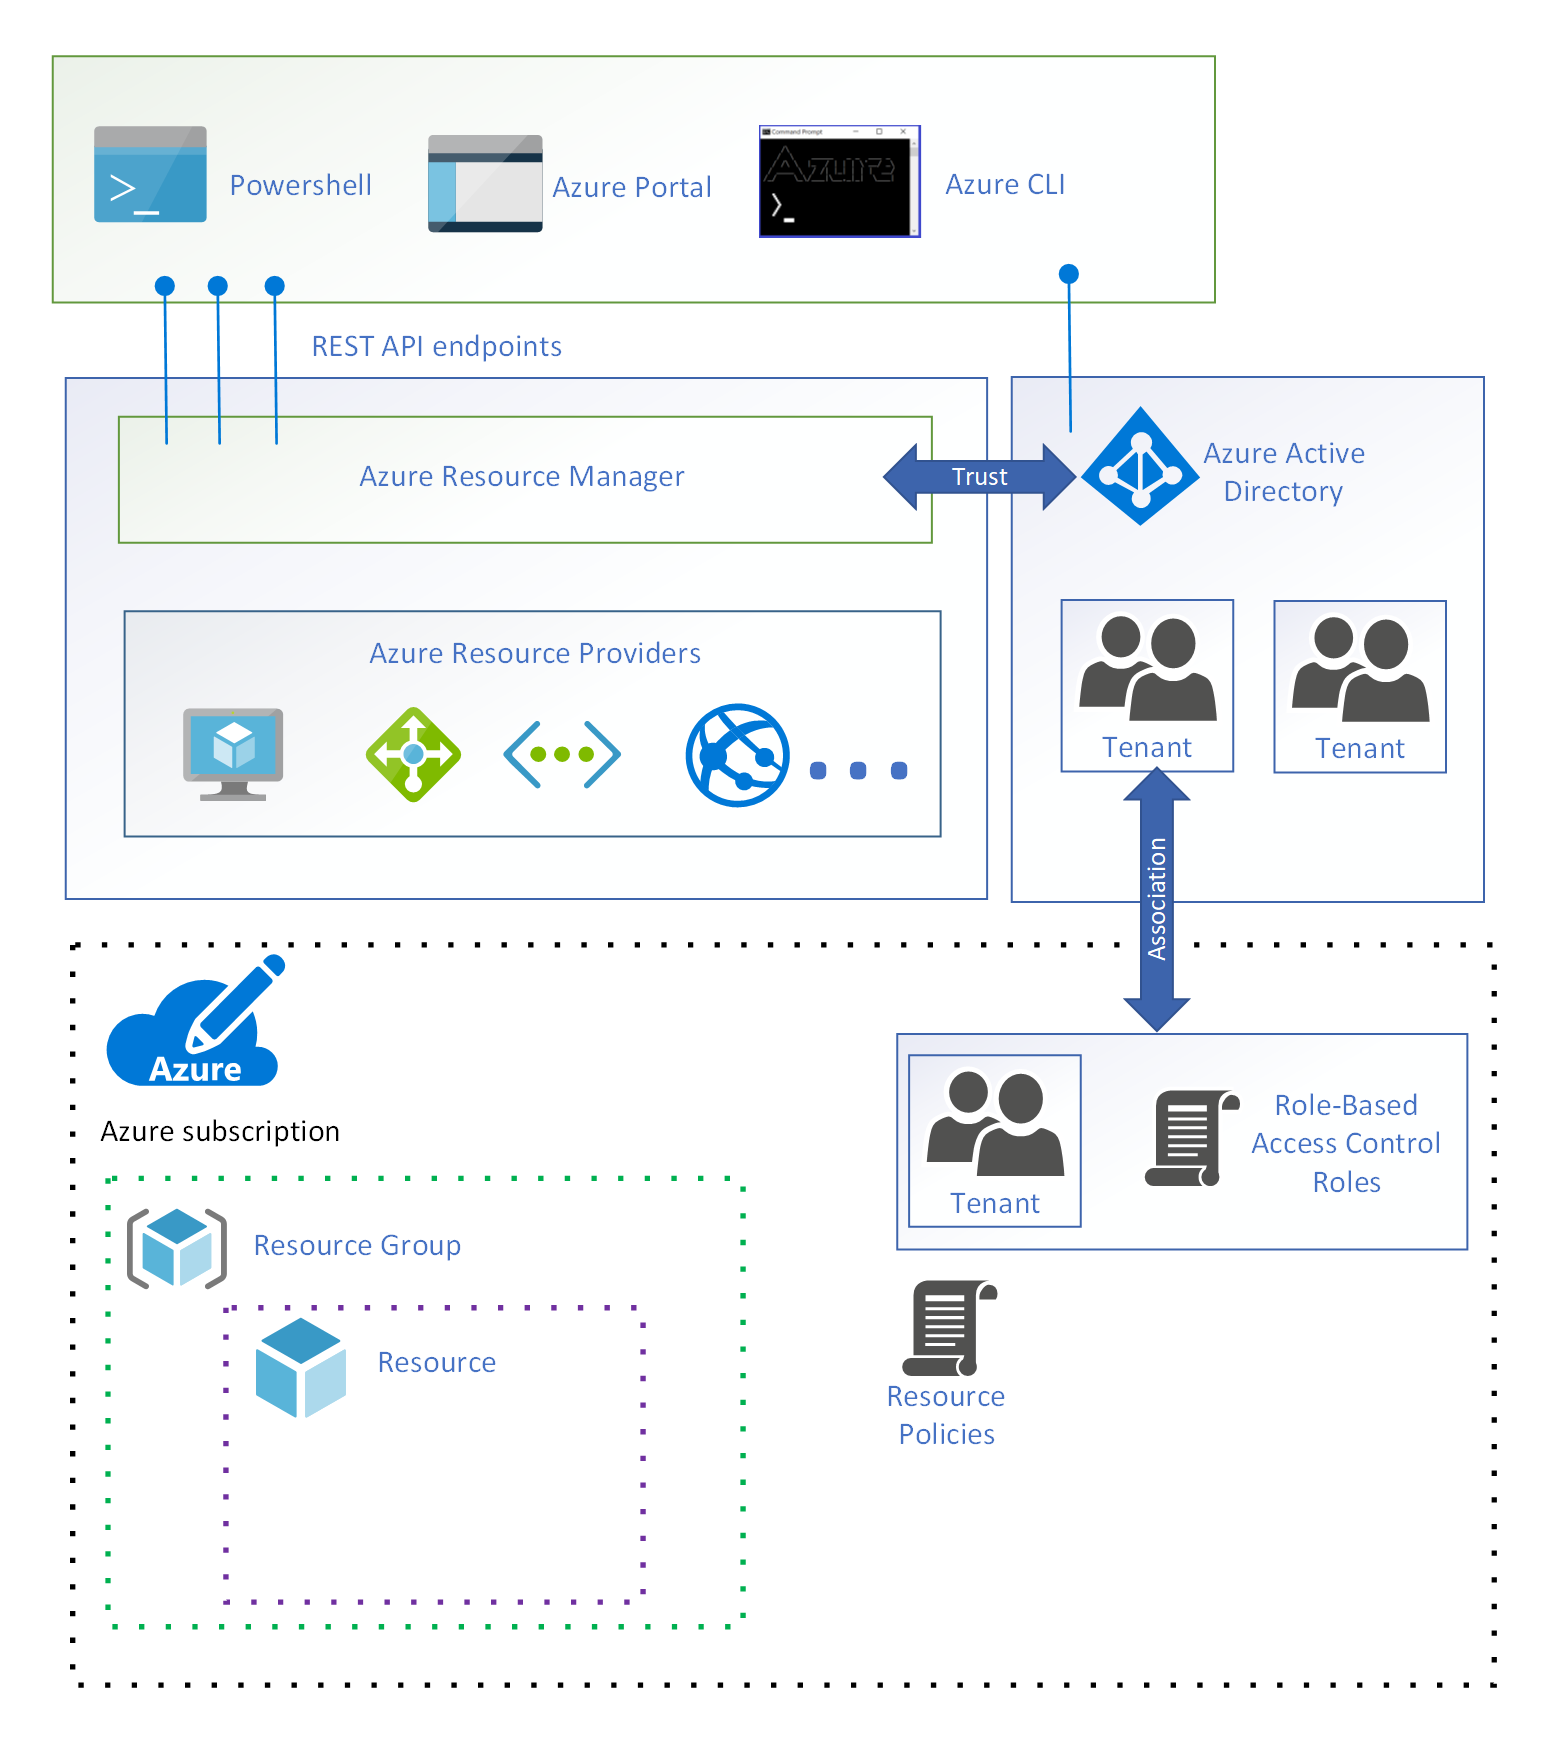 Powershell
Azure Portal
Command Prompt
Azure
Azure CLI
REST API endpoints
Azure Resource Manager
Trust
Azure Active
Directory
Azure Resource Providers
Tenant
Tenant
Association
Azure
Azure subscription
Tenant
Role-Based
Access Control
Roles
Resource Group
Resource
Resource
Policies